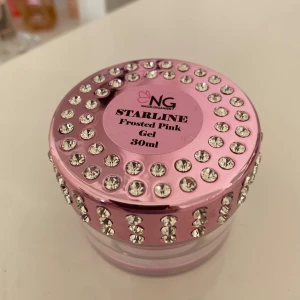 NG
STARLINE
Frosted Pink
Gel
30ml